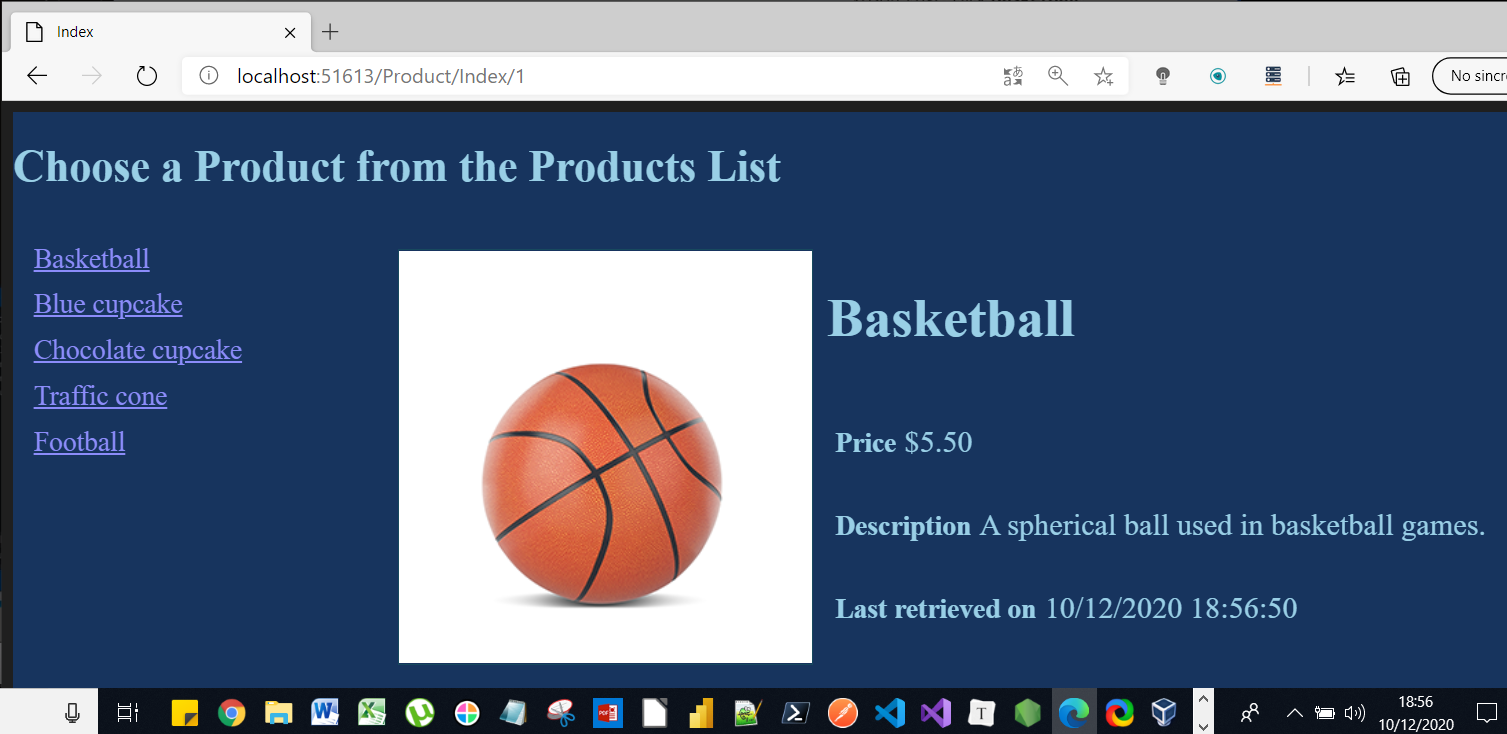 Index
localhost:51613/Product/Index/1
No sincr
Choose a Product from the Products List
Basketball
Blue cupcake
Chocolate cupcake
Traffic cone
Football
Basketball
Price $5.50
Description A spherical ball used in basketball games.
Last retrieved on 10/12/2020 18:56:50
18:56
10/12/2020